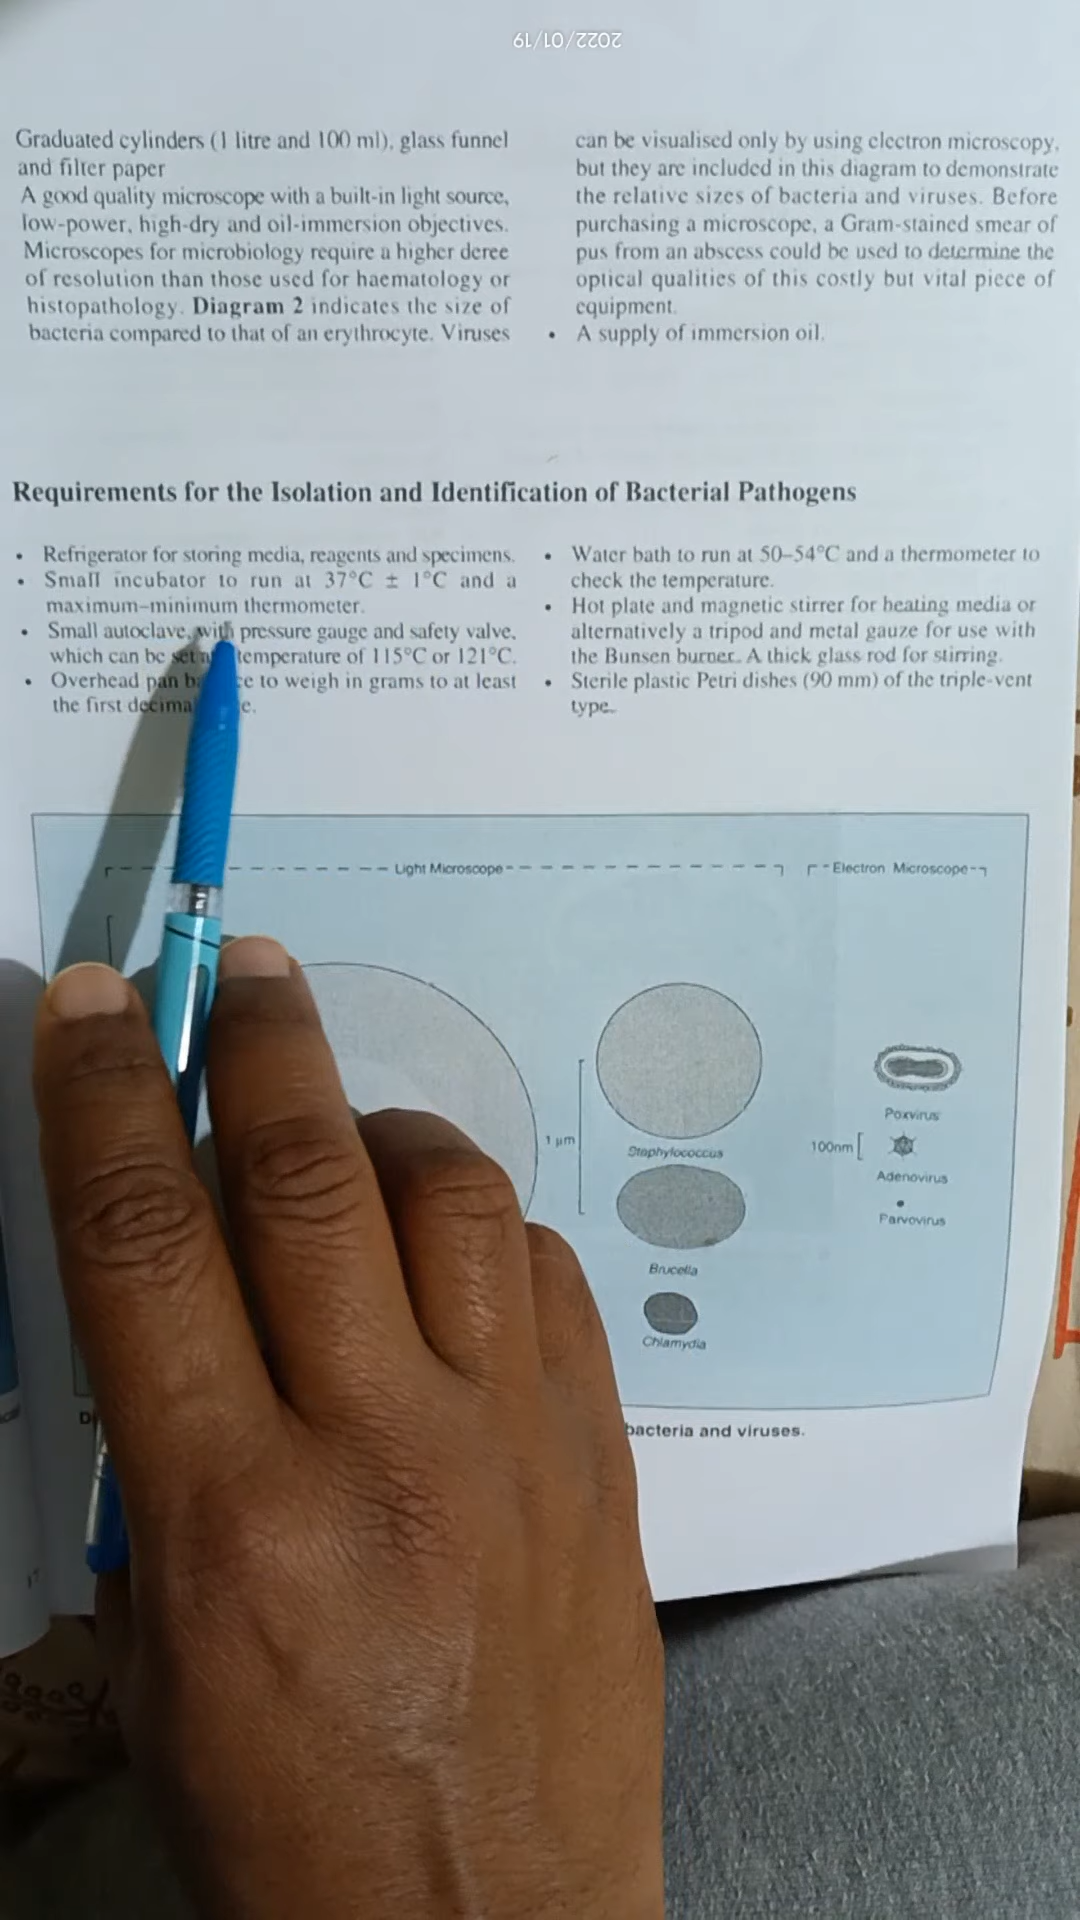 2022/01/19
Graduated cylinders (1 litre and 100 ml), glass funnel
and filter paper
A good quality microscope with a built-in light source,
low-power, high-dry and oil-immersion objectives.
Microscopes for microbiology require a higher deree
of resolution than those used for haematology or
histopathology. Diagram 2 indicates the size of
bacteria compared to that of an erythrocyte. Viruses
can be visualised only by using electron microscopy,
but they are included in this diagram to demonstrate
the relative sizes of bacteria and viruses. Before
purchasing a microscope, a Gram-stained smear of
pus from an abscess could be used to determine the
optical qualities of this costly but vital piece of
equipment.
• A supply of immersion oil.
Requirements for the Isolation and Identification of Bacterial Pathogens
• Refrigerator for storing media, reagents and specimens.
• Small incubator to run at 37°C ± 1°C and a
maximum–minimum thermometer.
• Small autoclave, with pressure gauge and safety valve,
which can be set temperature of 115°C or 121°C.
• Overhead pan to weigh in grams to at least
the first
• Water bath to run at 50–54°C and a thermometer to
check the temperature.
• Hot plate and magnetic stirrer for heating media or
alternatively a tripod and metal gauze for use with
the Bunsen burner. A thick glass rod for stirring.
• Sterile plastic Petri dishes (90 mm) of the triple-vent
type.
Light Microscope
Electron Microscope
1 µm
Staphylococcus
Brucella
Chlamydia
Poxvirus
100nm
Adenovirus
Parvovirus
bacteria and viruses.